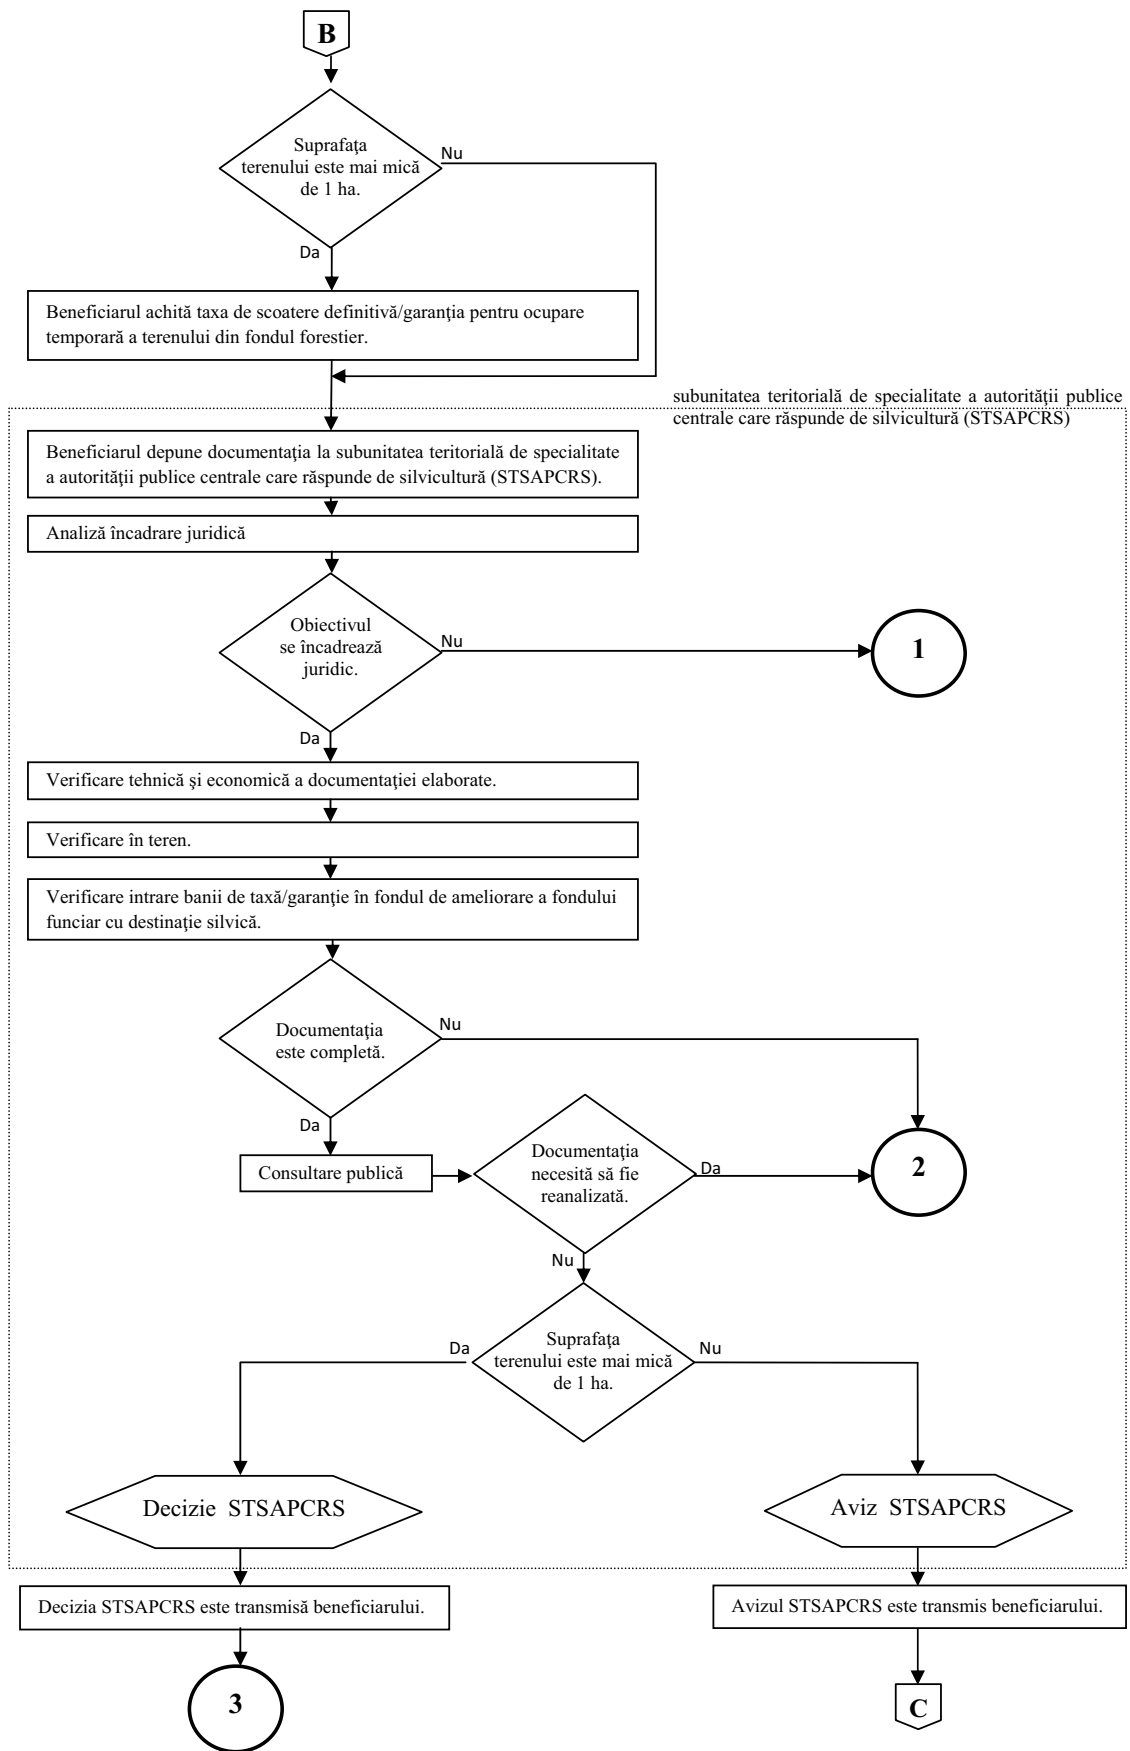 B
Suprafaţa
terenului este mai mică
de 1 ha.
Nu
Da
Beneficiarul achită taxa de scoatere definitivă/garanţia pentru ocupare
temporară a terenului din fondul forestier.
subunitatea teritorială de specialitate a autorităţii publice
centrale care răspunde de silvicultură (STSAPCRS)
Beneficiarul depune documentaţia la subunitatea teritorială de specialitate
a autorităţii publice centrale care răspunde de silvicultură (STSAPCRS).
Analiză încadrare juridică
Obiectivul
se încadrează
juridic.
Nu
1
Da
Verificare tehnică şi economică a documentaţiei elaborate.
Verificare în teren.
Verificare intrare banii de taxă/garanţie în fondul de ameliorare a fondului
funciar cu destinaţie silvică.
Documentaţia
este completă.
Nu
Da
Consultare publică
Documentaţia
necesită să fie
reanalizată.
Da
2
Nu
Suprafaţa
terenului este mai mică
de 1 ha.
Da
Nu
Decizie STSAPCRS
Aviz STSAPCRS
Decizia STSAPCRS este transmisă beneficiarului.
Avizul STSAPCRS este transmis beneficiarului.
3
C